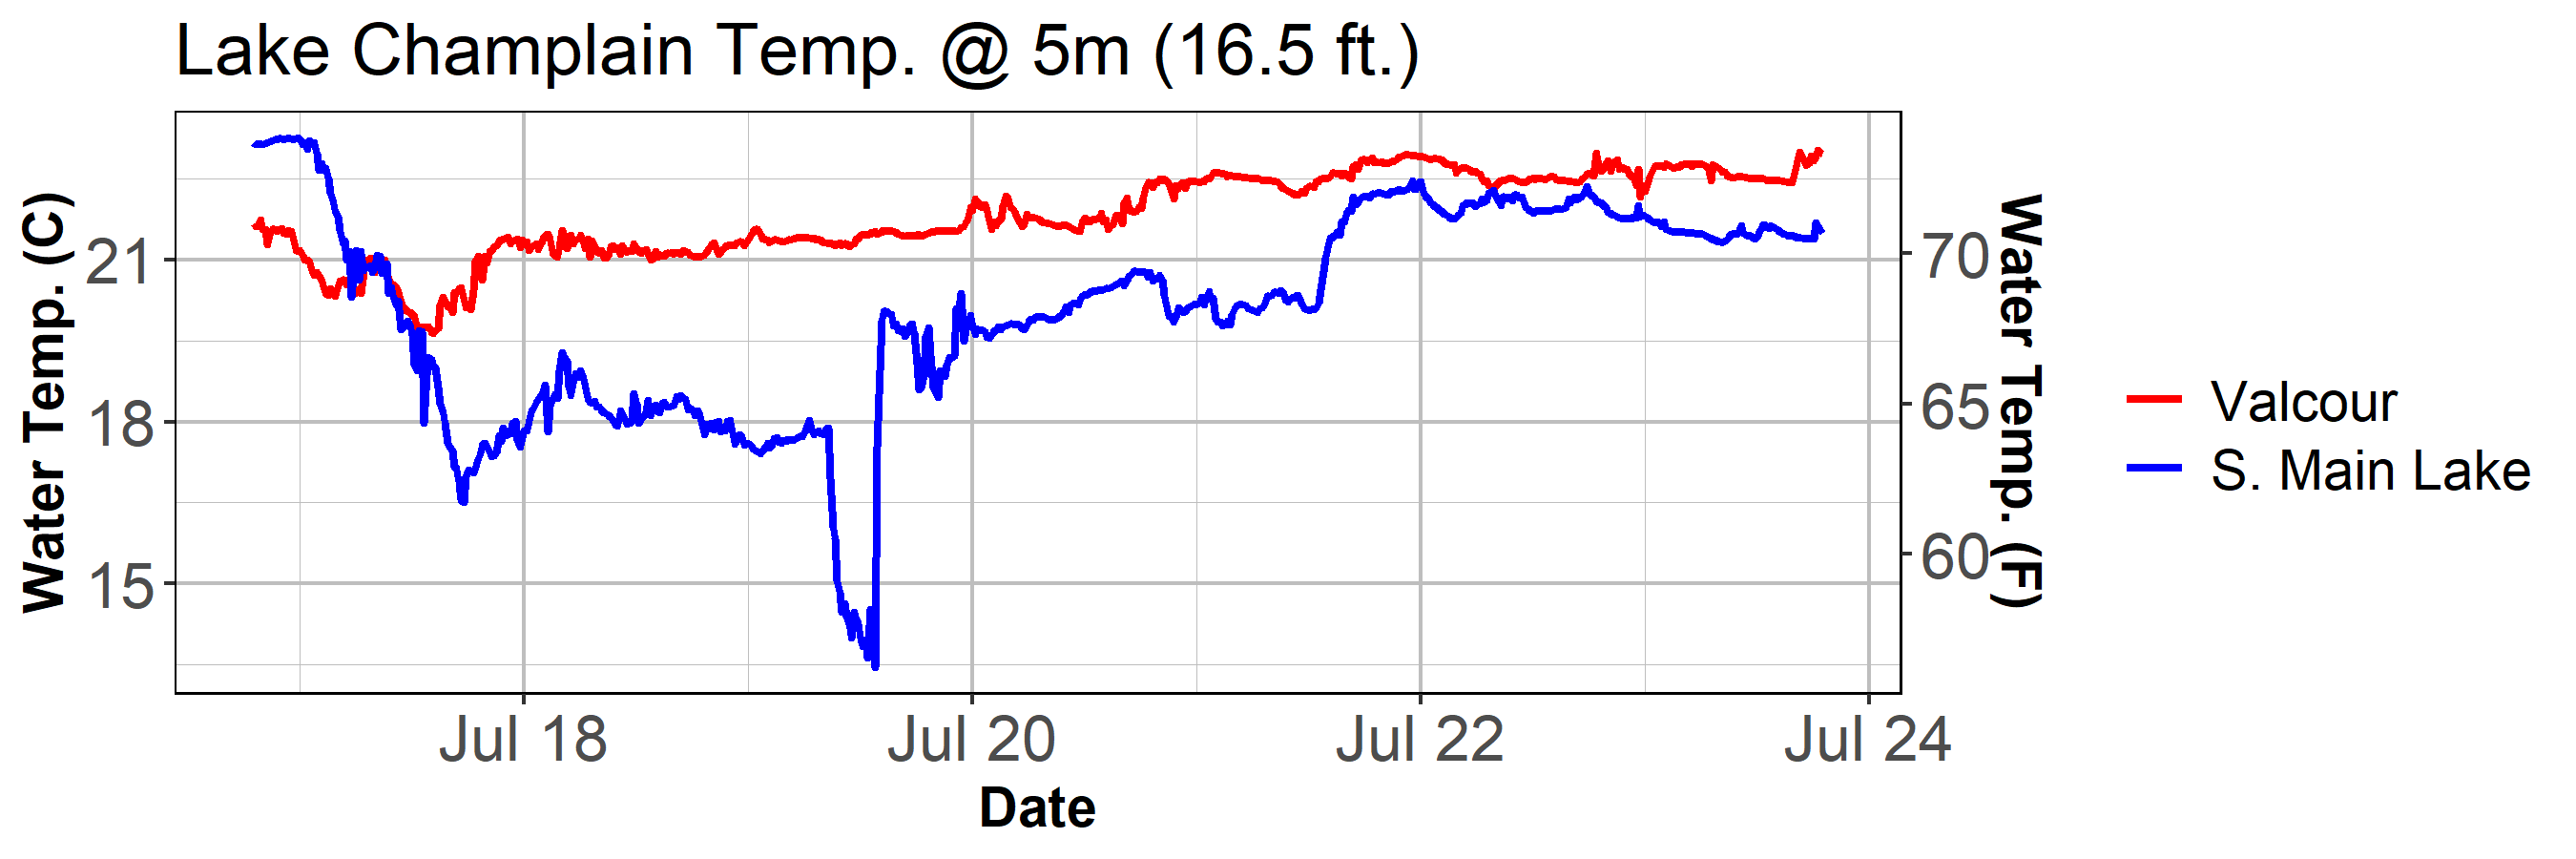 Lake Champlain Temp. @ 5m (16.5 ft.)
Water Temp. (C)
21
18
15
70
65
60
Water Temp. (F)
Jul 18
Jul 20
Jul 22
Jul 24
Date
Valcour
S. Main Lake